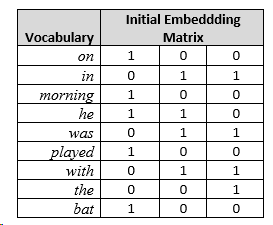 Vocabulary Initial Embeddding Matrix
on 1 0 0
in 0 1 1
morning 1 0 0
he 1 1 0
was 0 1 1
played 1 0 0
with 0 1 1
the 0 0 1
bat 1 0 0